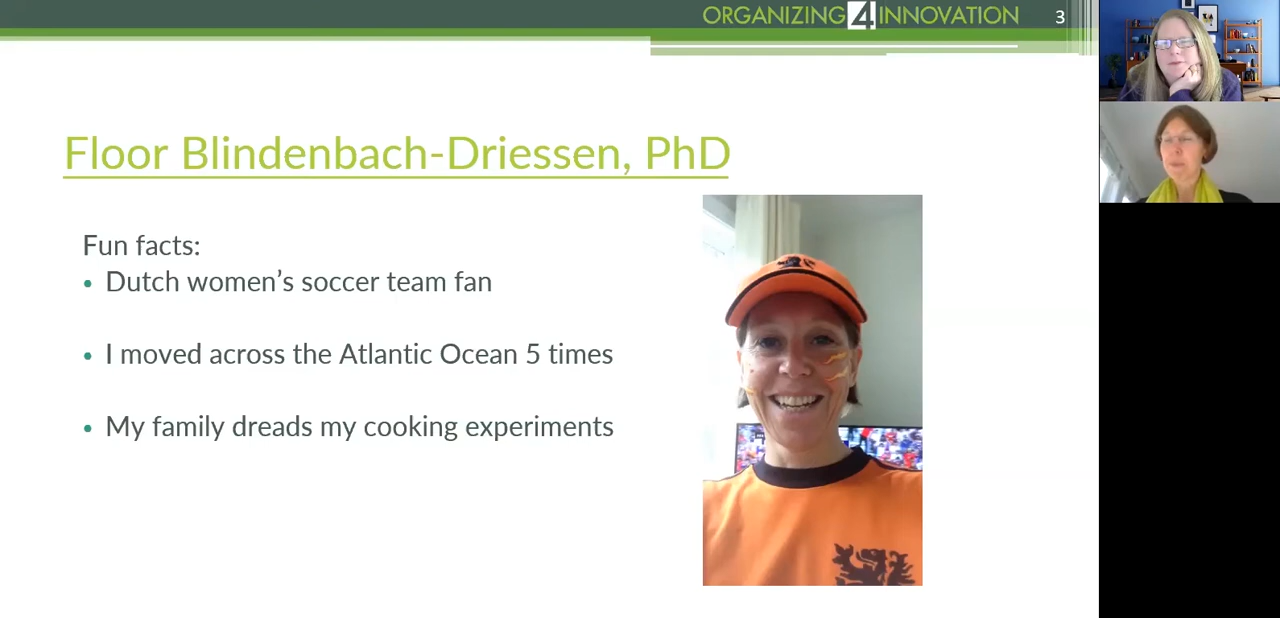 ORGANIZING 4 INNOVATION 3
Floor Blindenbach-Driessen, PhD
Fun facts:
• Dutch women’s soccer team fan
• I moved across the Atlantic Ocean 5 times
• My family dreads my cooking experiments